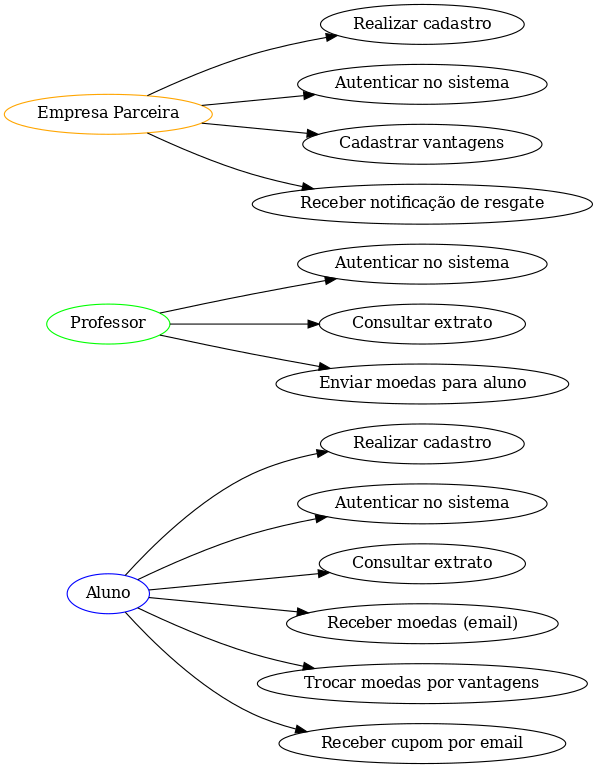 Realizar cadastro
Autenticar no sistema
Empresa Parceira
Cadastrar vantagens
Receber notificação de resgate
Autenticar no sistema
Professor
Consultar extrato
Enviar moedas para aluno
Realizar cadastro
Autenticar no sistema
Consultar extrato
Aluno
Receber moedas (email)
Trocar moedas por vantagens
Receber cupom por email